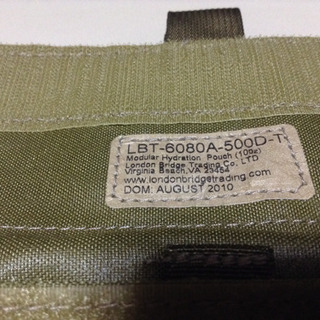 LBT-6080A-500D-T
Modular Hydration Pouch (100z)
London Bridge Trading Co. LTD
Virginia Beach, VA 23454
www.londonbridgetrading.com
DOM: AUGUST 2010